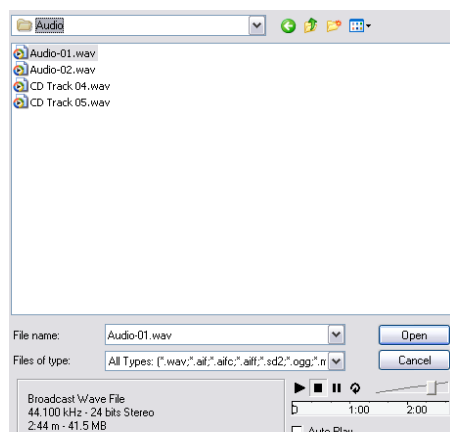 Audio
Audio-01.wav
Audio-02.wav
CD Track 04.wav
CD Track 05.wav
File name: Audio-01.wav Open
Files of type: All Types: (*.wav;*.aif;*.aifc;*.aiff;*.sd2;*.ogg;*.m Cancel
Broadcast Wave File
44.100 kHz - 24 bits Stereo
1:00 2:00
2:44 m - 41.5 MB
Auto Play